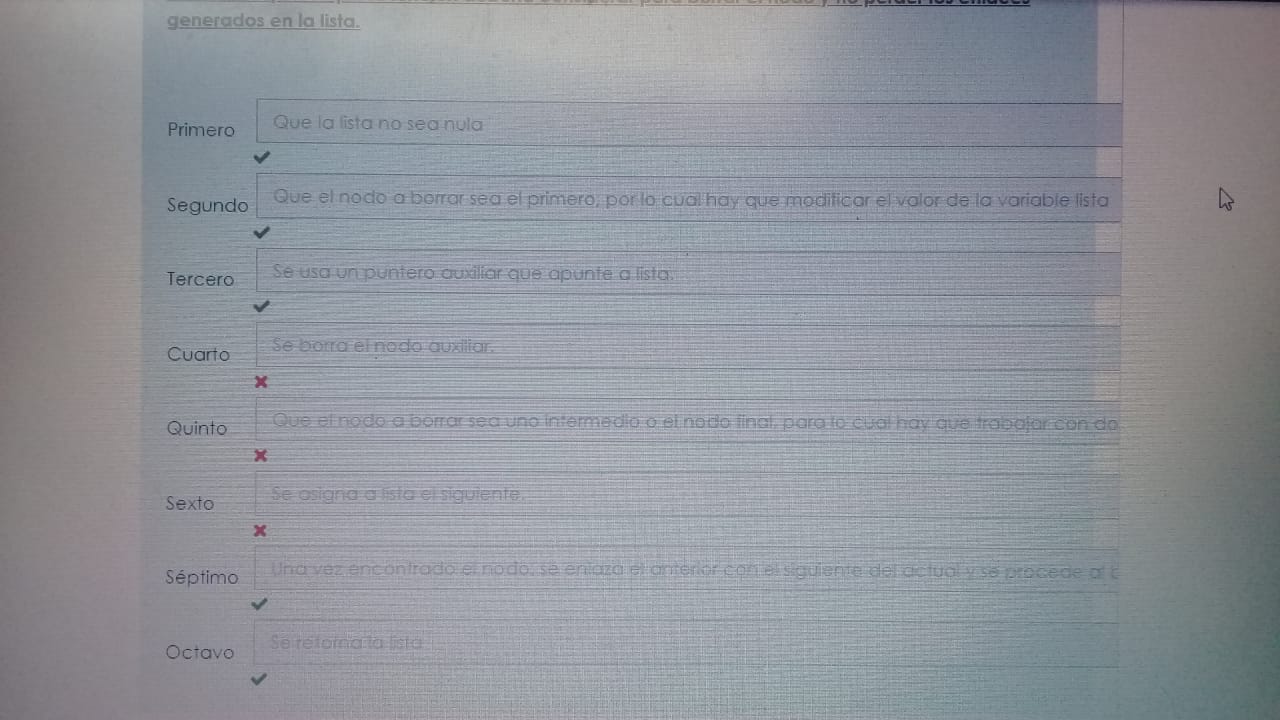 generados en la lista.
Primero
Que la lista no sea nula
Segundo
Que el nodo a borrar sea el primero, por lo cual hay que modificar el valor de la variable lista
Tercero
Se usa un puntero auxiliar que apunte a lista.
Cuarto
Se borra el nodo auxiliar.
Quinto
Que el nodo a borrar sea uno intermedio o el nodo final, para lo cual hay que trabajar con do
Sexto
Se asigna a lista el siguiente.
Séptimo
Una vez encontrado el nodo, se enlaza el anterior con el siguiente del actual y se procede al
Octavo
Se retorna la lista